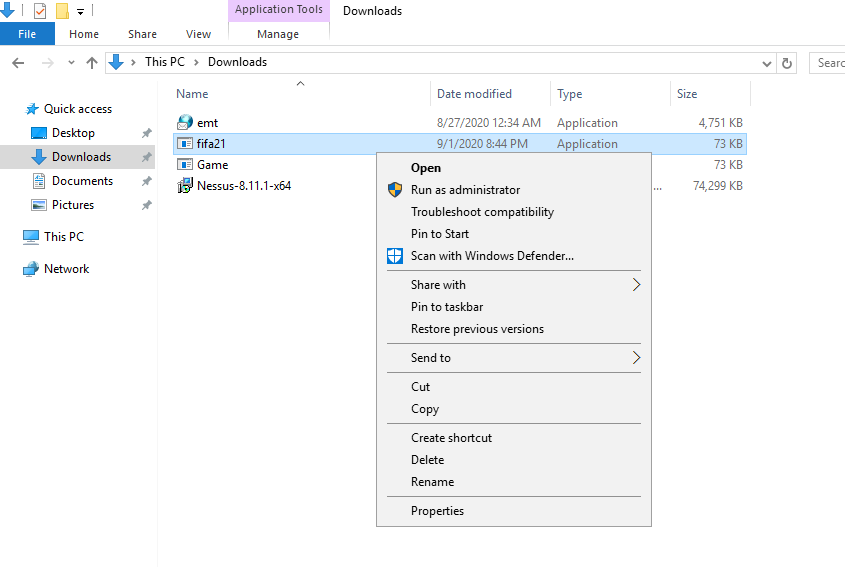 Application Tools Downloads
File Home Share View Manage
This PC Downloads Searc
Name Date modified Type Size
Quick access
Desktop
Downloads
Documents
Pictures
This PC
Network
emt 8/27/2020 12:34 AM Application 4,751 KB
fifa21 9/1/2020 8:44 PM Application 73 KB
Game 73 KB
Nessus-8.11.1-x64 ... 74,299 KB
Open
Run as administrator
Troubleshoot compatibility
Pin to Start
Scan with Windows Defender...
Share with
Pin to taskbar
Restore previous versions
Send to
Cut
Copy
Create shortcut
Delete
Rename
Properties